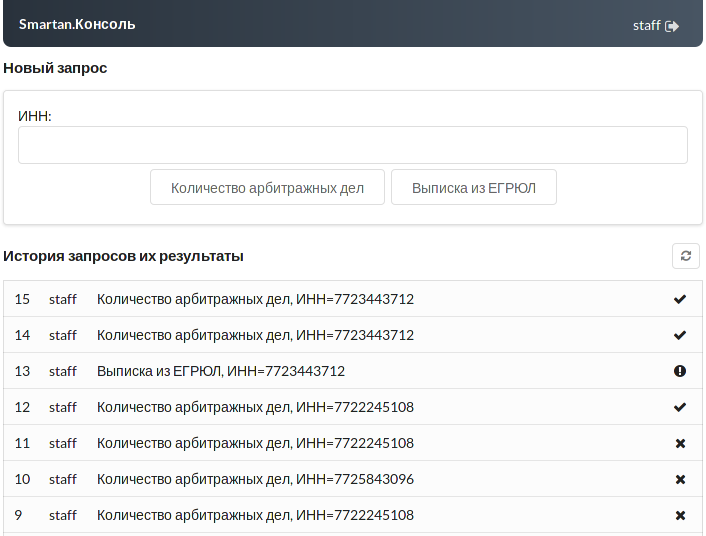 Smartan.Консоль staff
Новый запрос
ИНН:
Количество арбитражных дел Выписка из ЕГРЮЛ
История запросов их результаты
15 staff Количество арбитражных дел, ИНН=7723443712
14 staff Количество арбитражных дел, ИНН=7723443712
13 staff Выписка из ЕГРЮЛ, ИНН=7723443712
12 staff Количество арбитражных дел, ИНН=7722245108
11 staff Количество арбитражных дел, ИНН=7722245108
10 staff Количество арбитражных дел, ИНН=7725843096
9 staff Количество арбитражных дел, ИНН=7722245108